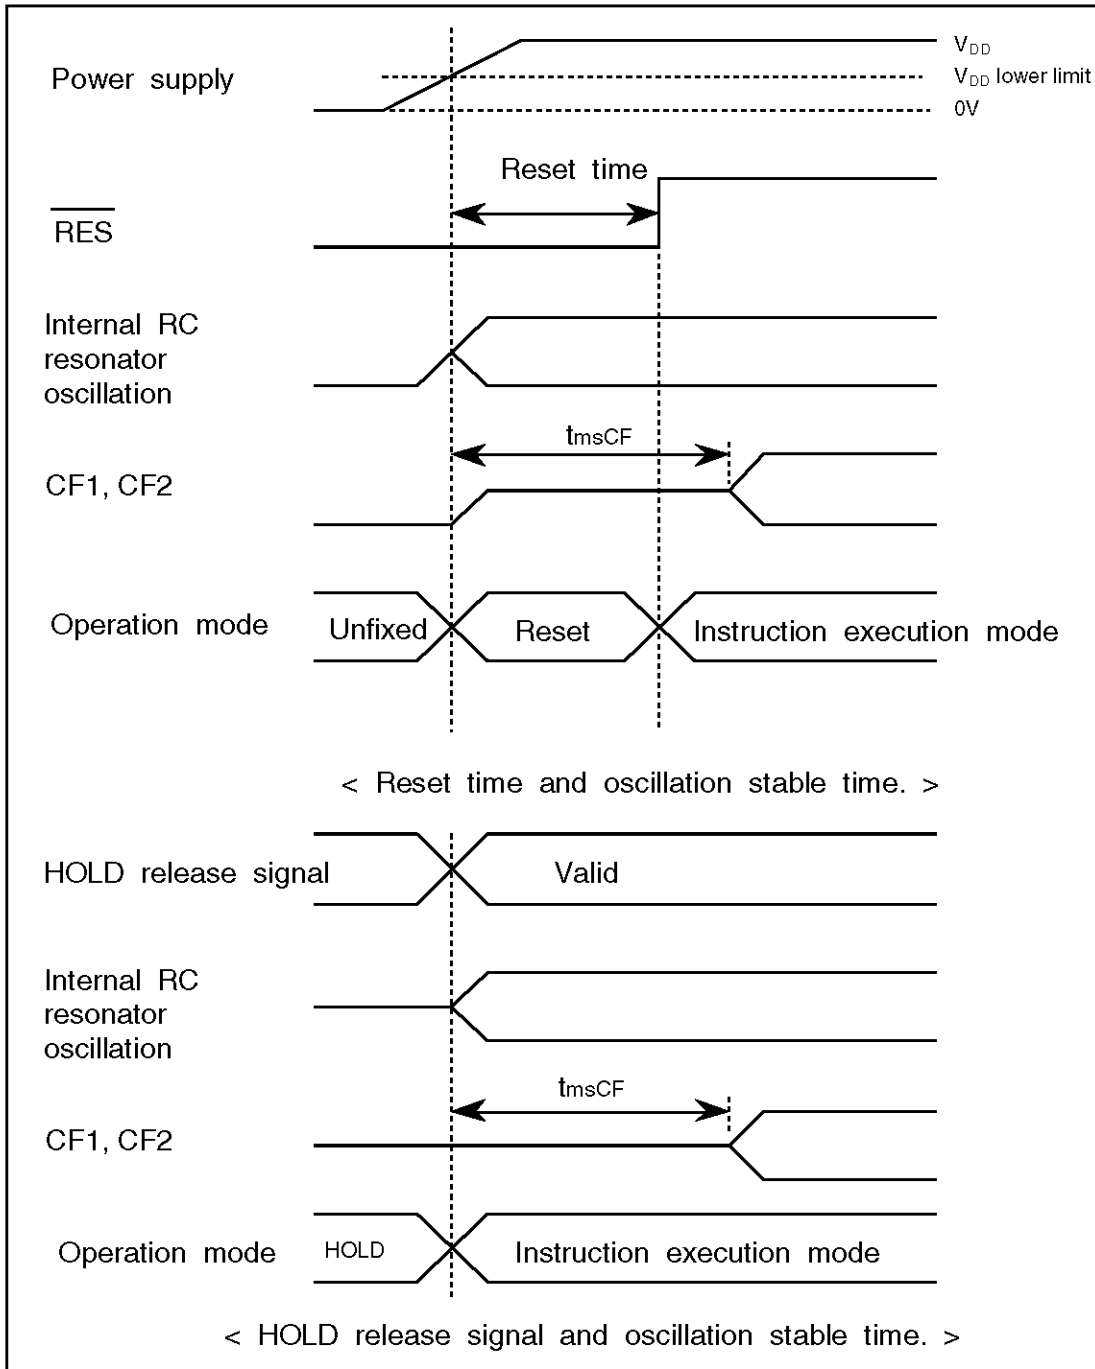 Power supply
VDD
VDD lower limit
0V
Reset time
RES
Internal RC
resonator
oscillation
tmsCF
CF1, CF2
Operation mode
Unfixed
Reset
Instruction execution mode
< Reset time and oscillation stable time. >
HOLD release signal
Valid
Internal RC
resonator
oscillation
tmsCF
CF1, CF2
Operation mode
HOLD
Instruction execution mode
< HOLD release signal and oscillation stable time. >